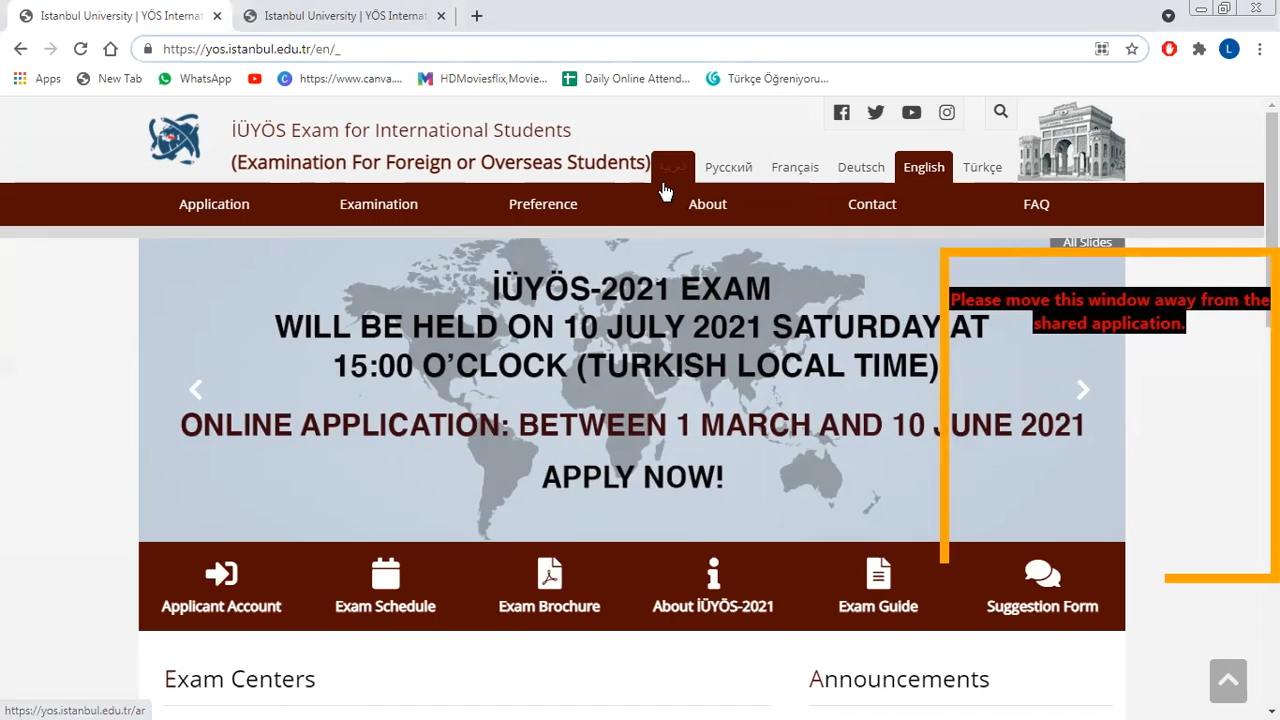 Istanbul University | YÖS Internat
Istanbul University | YÖS Internat
https://yos.istanbul.edu.tr/en/_
L
Apps
New Tab
WhatsApp
https://www.canva....
HDMoviesflix,Movie...
Daily Online Attend...
Türkçe Öğreniyoru...
İÜYÖS Exam for International Students
(Examination For Foreign or Overseas Students)
العربية
Русский
Français
Deutsch
English
Türkçe
Application
Examination
Preference
About
Contact
FAQ
All Slides
İÜYÖS-2021 EXAM
WILL BE HELD ON 10 JULY 2021 SATURDAY AT
15:00 O'CLOCK (TURKISH LOCAL TIME)
ONLINE APPLICATION: BETWEEN 1 MARCH AND 10 JUNE 2021
APPLY NOW!
Please move this window away from the
shared application.
Applicant Account
Exam Schedule
Exam Brochure
About İÜYÖS-2021
Exam Guide
Suggestion Form
Exam Centers
Announcements
https://yos.istanbul.edu.tr/ar